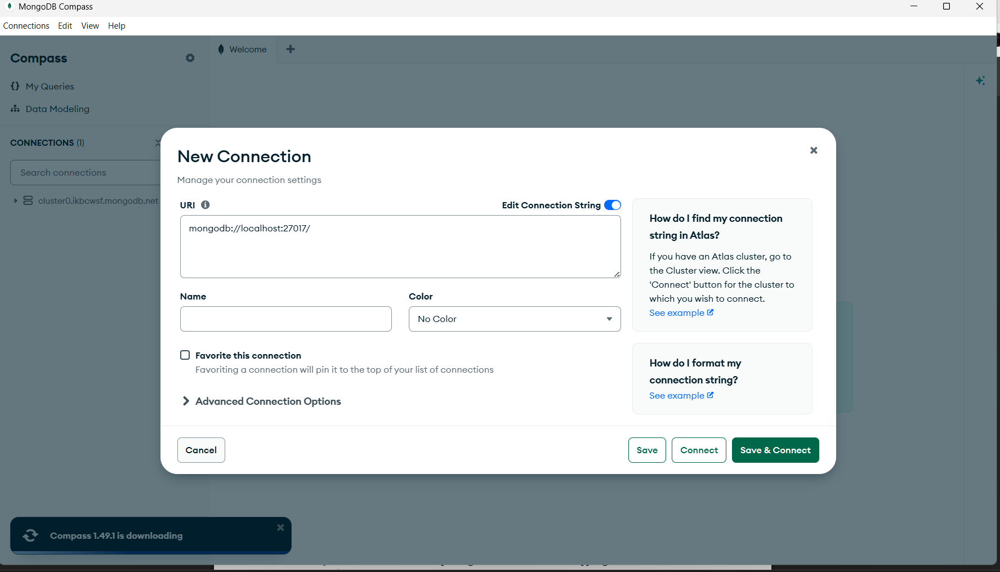 MongoDB Compass
Connections Edit View Help
Compass
Welcome
My Queries
Data Modeling
CONNECTIONS (1)
Search connections
cluster0.ikbcwsf.mongodb.net
New Connection
Manage your connection settings
URI
Edit Connection String
mongodb://localhost:27017/
Name
Color
No Color
Favorite this connection
Favoriting a connection will pin it to the top of your list of connections
Advanced Connection Options
How do I find my connection
string in Atlas?
If you have an Atlas cluster, go to
the Cluster view. Click the
'Connect' button for the cluster to
which you wish to connect.
See example
How do I format my
connection string?
See example
Cancel
Save
Connect
Save & Connect
Compass 1.49.1 is downloading